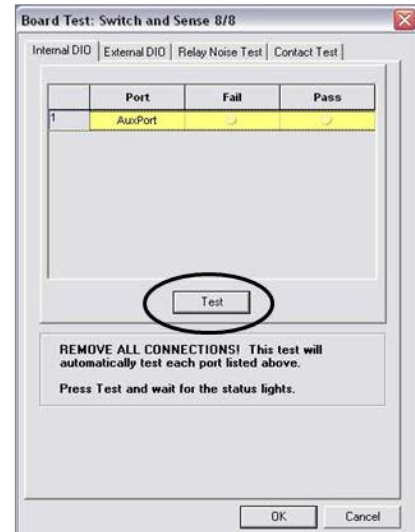 Board Test: Switch and Sense 8/8
Internal DIO External DIO Relay Noise Test Contact Test
Port Fail Pass
1 AuxPort
Test
REMOVE ALL CONNECTIONS! This test will
automatically test each port listed above.
Press Test and wait for the status lights.
OK Cancel